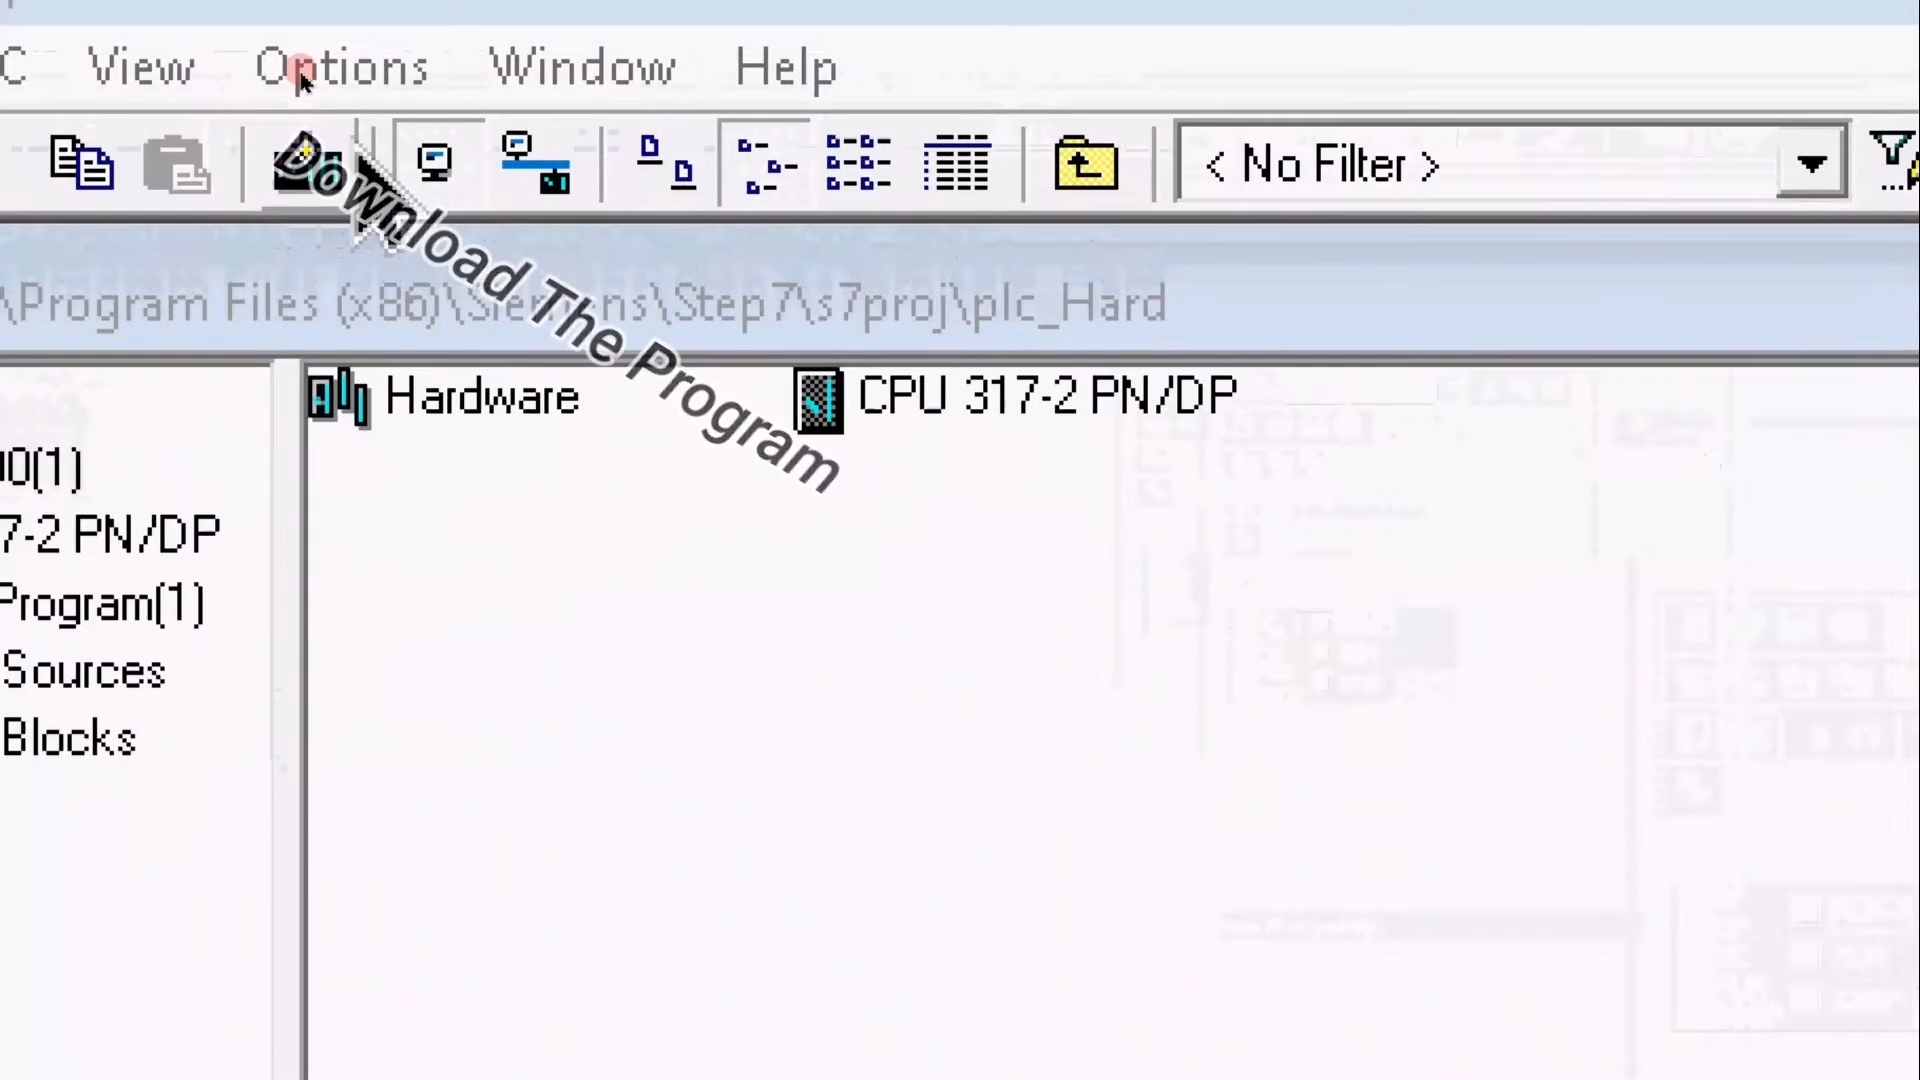 C View Options Window Help
< No Filter >
Download The Program
\Program Files (x86)\Siemens\Step7\s7proj\plc_Hard
Hardware CPU 317-2 PN/DP
00(1)
7-2 PN/DP
Program(1)
Sources
Blocks